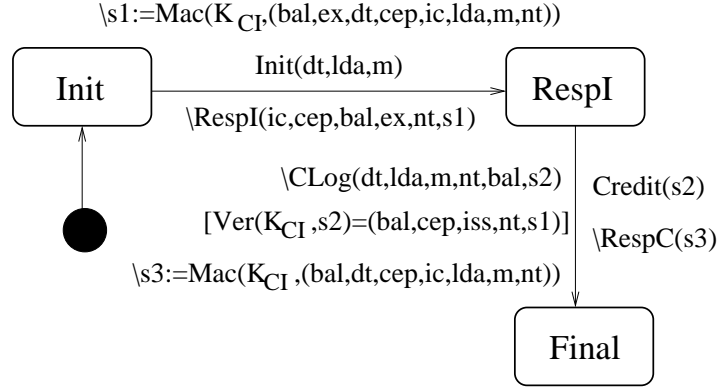 \s1:=Mac(K_CI,(bal,ex,dt,cep,ic,lda,m,nt))
Init(dt,lda,m)
Init
RespI
\RespI(ic,cep,bal,ex,nt,s1)
\CLog(dt,lda,m,nt,bal,s2)
Credit(s2)
[Ver(K_CI,s2)=(bal,cep,iss,nt,s1)]
\RespC(s3)
\s3:=Mac(K_CI,(bal,dt,cep,ic,lda,m,nt))
Final